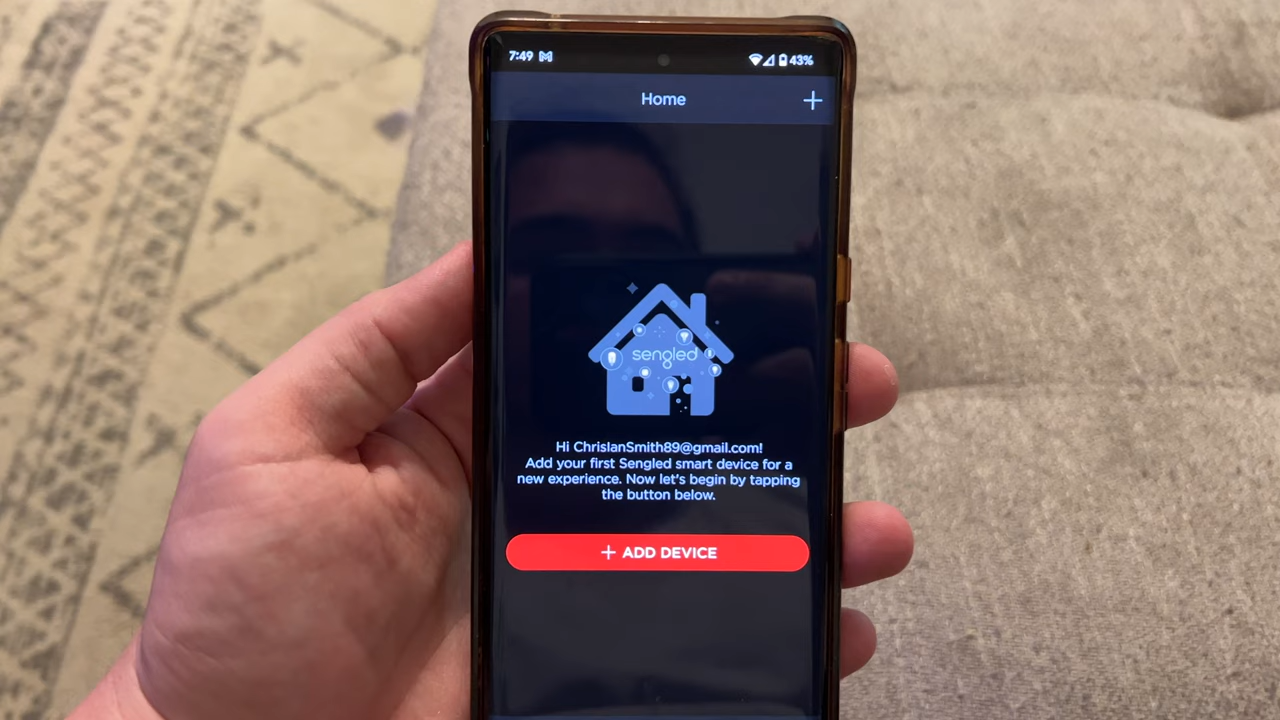 7:49 43%
Home
sengled
Hi ChrisIanSmith89@gmail.com!
Add your first Sengled smart device for a
new experience. Now let's begin by tapping
the button below.
+ ADD DEVICE